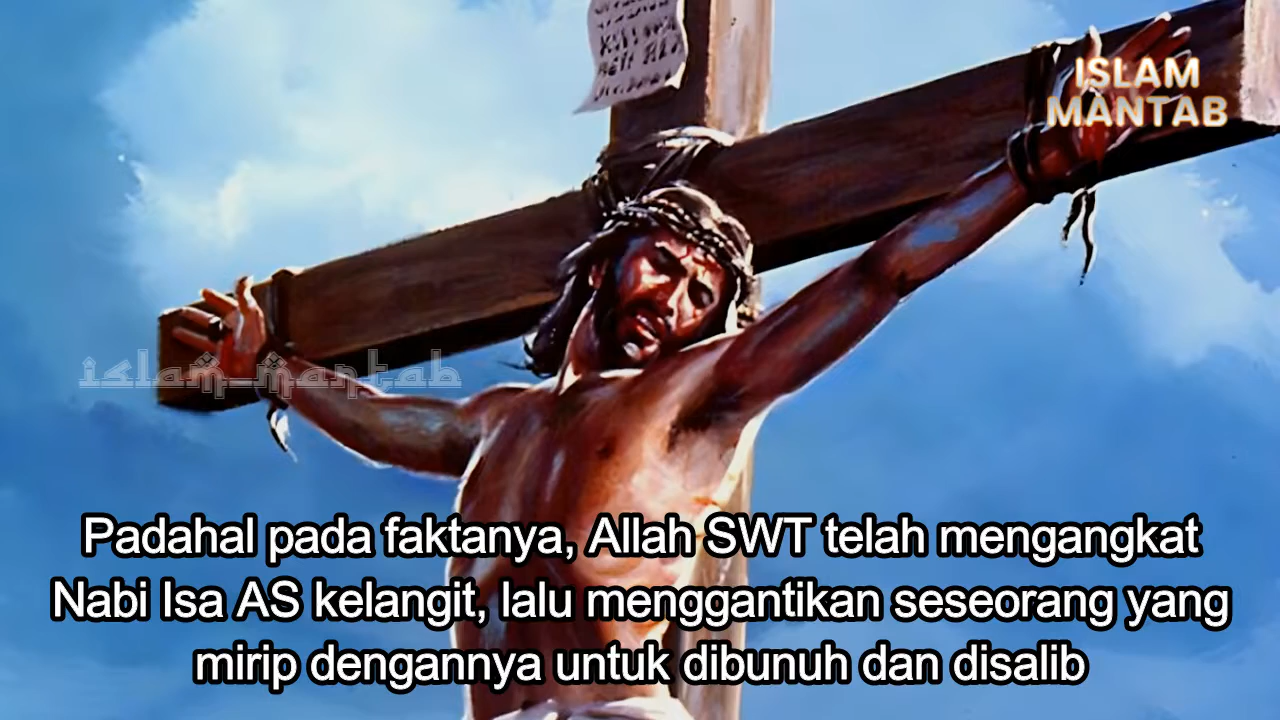 ISLAM
MANTAB
islam_mantab
Padahal pada faktanya, Allah SWT telah mengangkat
Nabi Isa AS kelangit, lalu menggantikan seseorang yang
mirip dengannya untuk dibunuh dan disalib